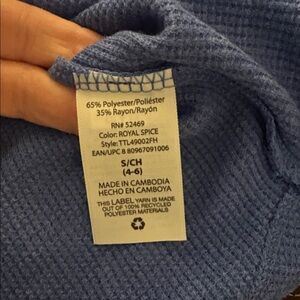 65% Polyester/Poliéster
35% Rayon/Rayón
RN# 52469
Color: ROYAL SPICE
Style: TTL49002FH
EAN/UPC 8 80967091006
S/CH
(4-6)
MADE IN CAMBODIA
HECHO EN CAMBOYA
THIS LABEL YARN IS MADE
OUT OF 100% RECYCLED
POLYESTER MATERIALS